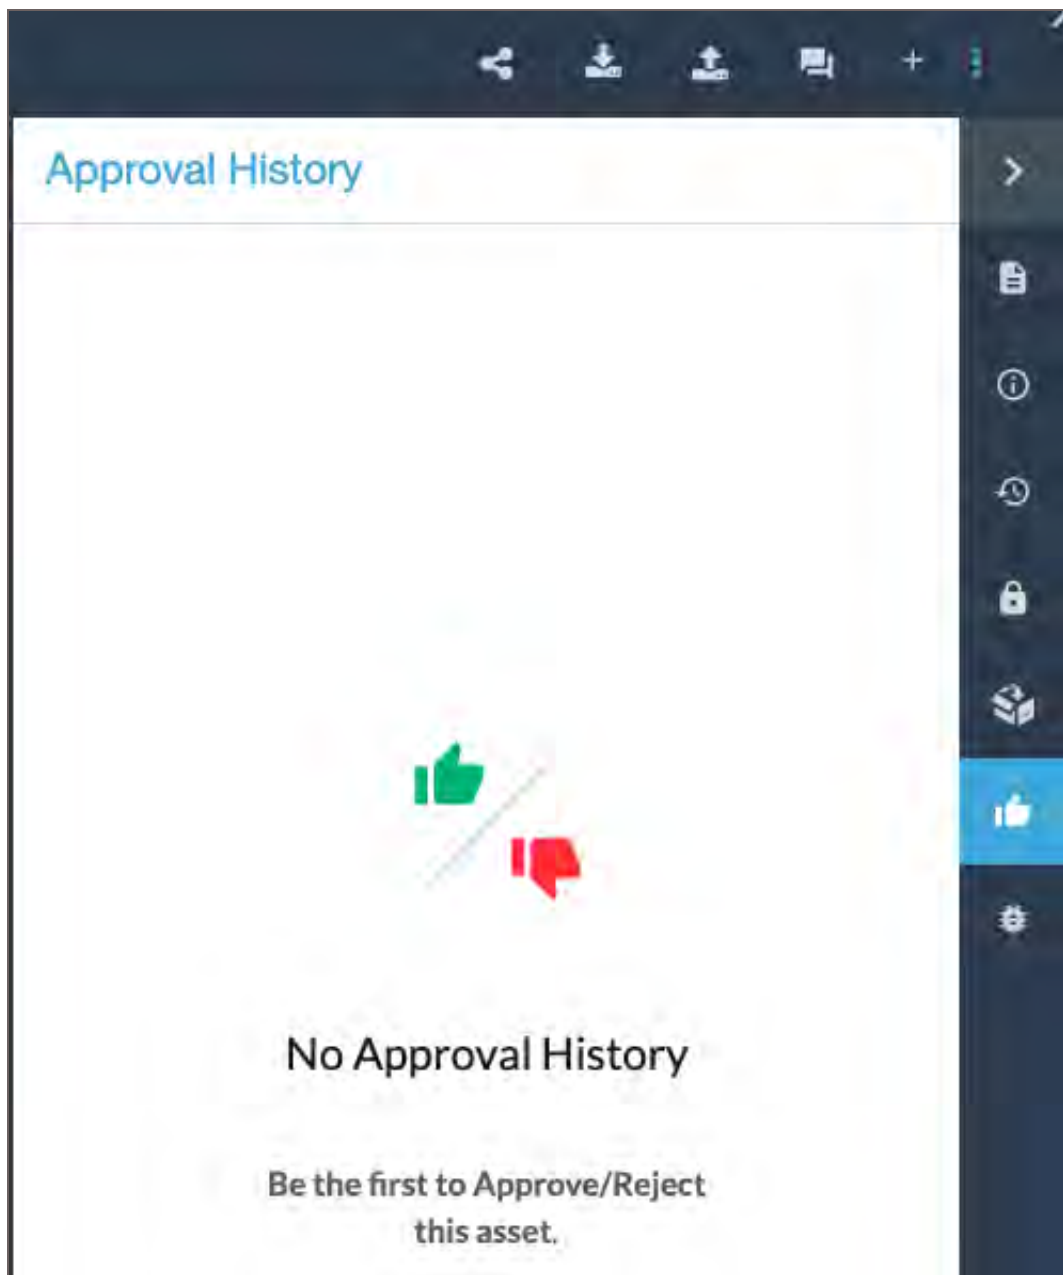 Approval History
No Approval History
Be the first to Approve/Reject
this asset.